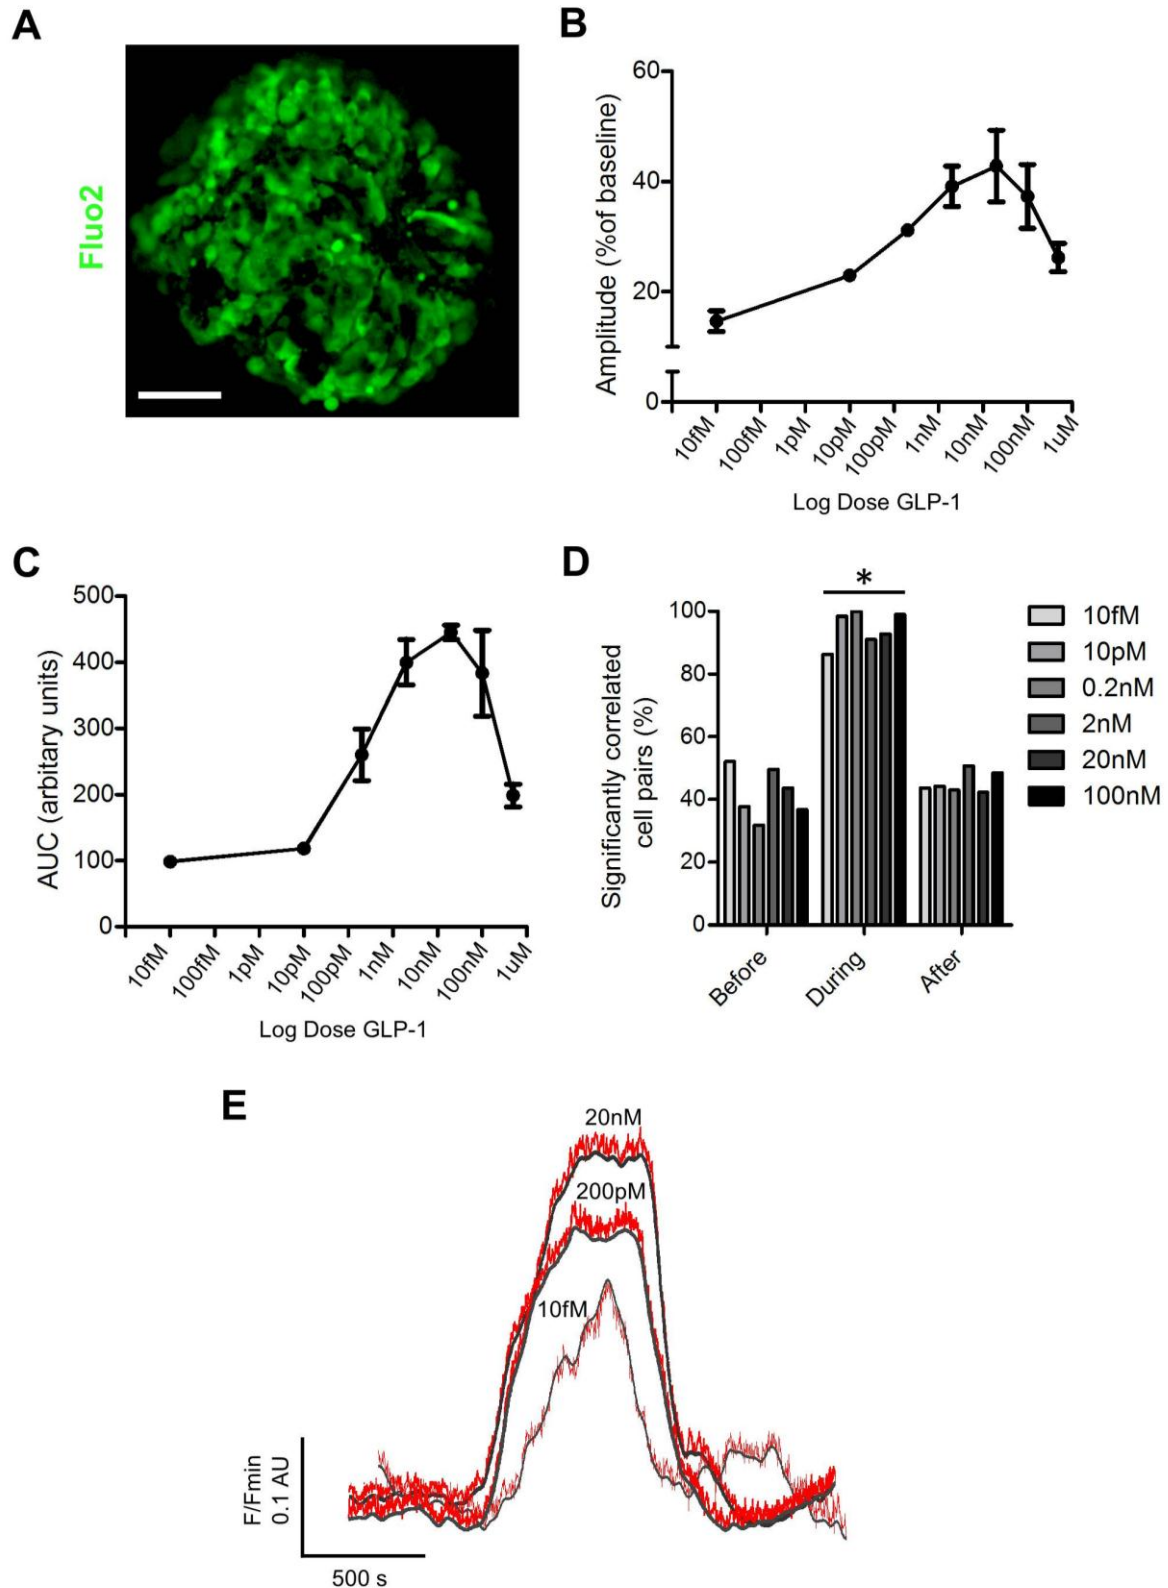 A
Fluo2
B
Amplitude (%of baseline)
60
40
20
0
10fM
100fM
1pM
10pM
100pM
1nM
10nM
100nM
1uM
Log Dose GLP-1
C
AUC (arbitary units)
500
400
300
200
100
0
10fM
100fM
1pM
10pM
100pM
1nM
10nM
100nM
1uM
Log Dose GLP-1
D
Significantly correlated
cell pairs (%)
100
80
60
40
20
0
*
Before
During
After
10fM
10pM
0.2nM
2nM
20nM
100nM
E
20nM
200pM
10fM
F/Fmin
0.1 AU
500 s